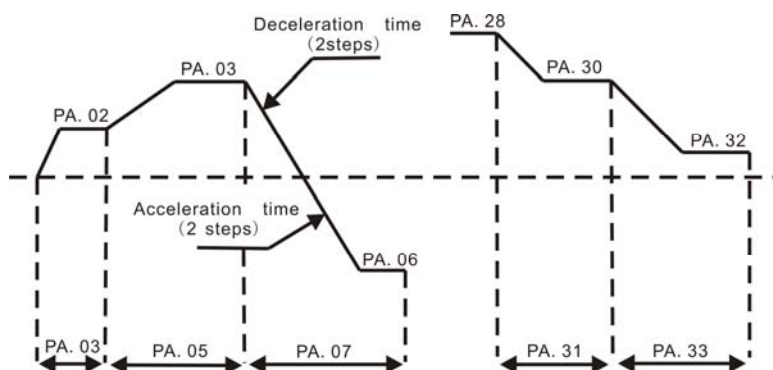 Deceleration time
(2steps)
PA. 28
PA. 03
PA. 30
PA. 02
PA. 32
Acceleration time
(2 steps)
PA. 06
PA. 03
PA. 05
PA. 07
PA. 31
PA. 33